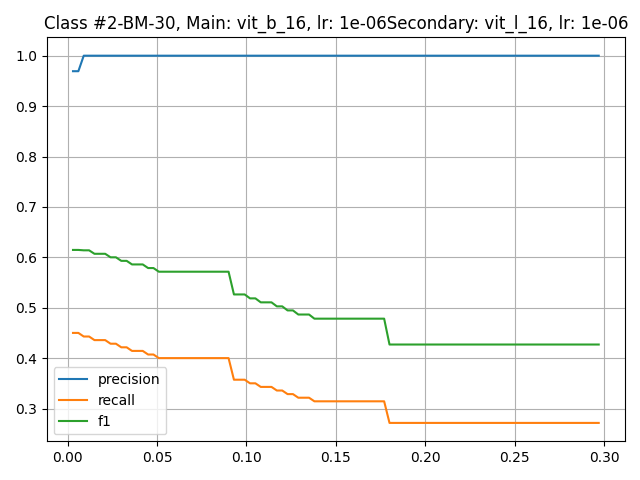 Class #2-BM-30, Main: vit_b_16, lr: 1e-06Secondary: vit_l_16, lr: 1e-06
1.0
0.9
0.8
0.7
0.6
0.5
0.4
0.3
precision
recall
f1
0.00 0.05 0.10 0.15 0.20 0.25 0.30